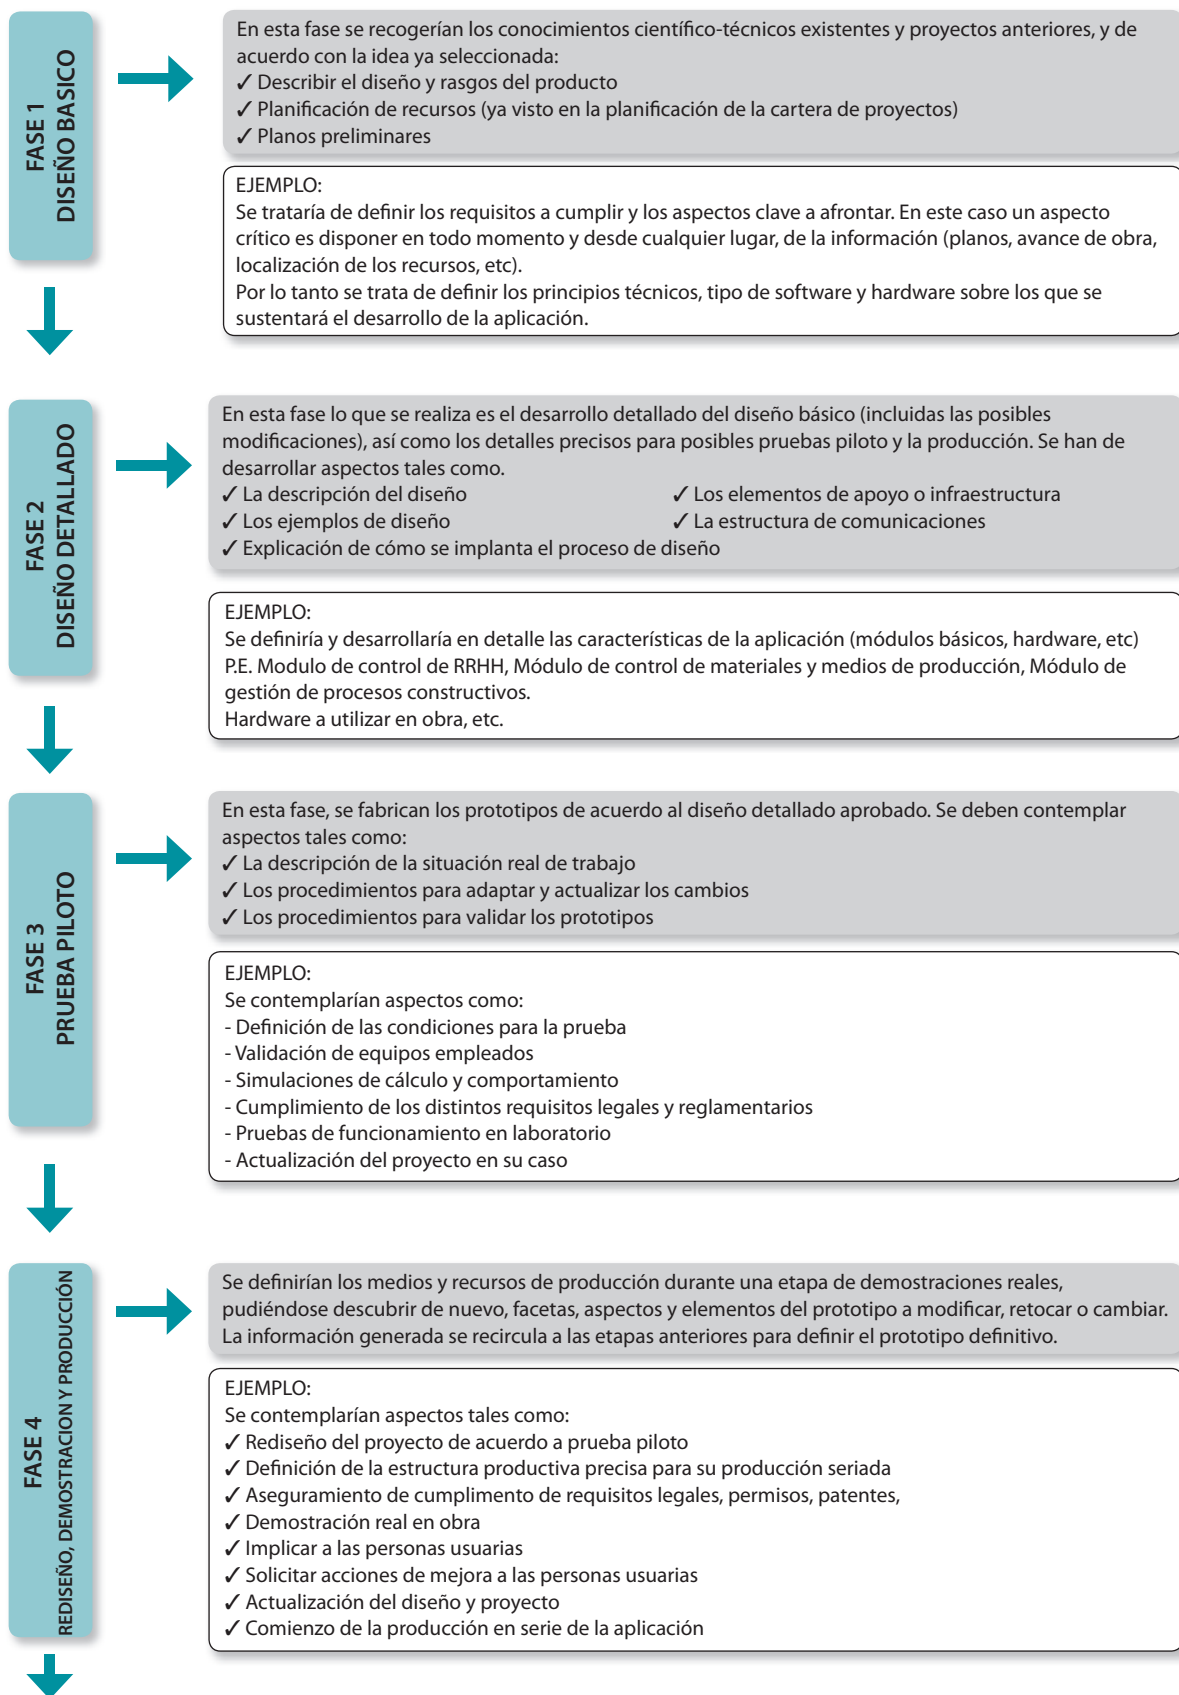 FASE 1
DISEÑO BASICO
En esta fase se recogerían los conocimientos científico-técnicos existentes y proyectos anteriores, y de
acuerdo con la idea ya seleccionada:
✓ Describir el diseño y rasgos del producto
✓ Planificación de recursos (ya visto en la planificación de la cartera de proyectos)
✓ Planos preliminares
EJEMPLO:
Se trataría de definir los requisitos a cumplir y los aspectos clave a afrontar. En este caso un aspecto
crítico es disponer en todo momento y desde cualquier lugar, de la información (planos, avance de obra,
localización de los recursos, etc).
Por lo tanto se trata de definir los principios técnicos, tipo de software y hardware sobre los que se
sustentará el desarrollo de la aplicación.
FASE 2
DISEÑO DETALLADO
En esta fase lo que se realiza es el desarrollo detallado del diseño básico (incluidas las posibles
modificaciones), así como los detalles precisos para posibles pruebas piloto y la producción. Se han de
desarrollar aspectos tales como.
✓ La descripción del diseño ✓ Los elementos de apoyo o infraestructura
✓ Los ejemplos de diseño ✓ La estructura de comunicaciones
✓ Explicación de cómo se implanta el proceso de diseño
EJEMPLO:
Se definiría y desarrollaría en detalle las características de la aplicación (módulos básicos, hardware, etc)
P.E. Modulo de control de RRHH, Módulo de control de materiales y medios de producción, Módulo de
gestión de procesos constructivos.
Hardware a utilizar en obra, etc.
FASE 3
PRUEBA PILOTO
En esta fase, se fabrican los prototipos de acuerdo al diseño detallado aprobado. Se deben contemplar
aspectos tales como:
✓ La descripción de la situación real de trabajo
✓ Los procedimientos para adaptar y actualizar los cambios
✓ Los procedimientos para validar los prototipos
EJEMPLO:
Se contemplarían aspectos como:
- Definición de las condiciones para la prueba
- Validación de equipos empleados
- Simulaciones de cálculo y comportamiento
- Cumplimiento de los distintos requisitos legales y reglamentarios
- Pruebas de funcionamiento en laboratorio
- Actualización del proyecto en su caso
FASE 4
REDISEÑO, DEMOSTRACION Y PRODUCCIÓN
Se definirían los medios y recursos de producción durante una etapa de demostraciones reales,
pudiéndose descubrir de nuevo, facetas, aspectos y elementos del prototipo a modificar, retocar o cambiar.
La información generada se recircula a las etapas anteriores para definir el prototipo definitivo.
EJEMPLO:
Se contemplarían aspectos tales como:
✓ Rediseño del proyecto de acuerdo a prueba piloto
✓ Definición de la estructura productiva precisa para su producción seriada
✓ Aseguramiento de cumplimento de requisitos legales, permisos, patentes,
✓ Demostración real en obra
✓ Implicar a las personas usuarias
✓ Solicitar acciones de mejora a las personas usuarias
✓ Actualización del diseño y proyecto
✓ Comienzo de la producción en serie de la aplicación